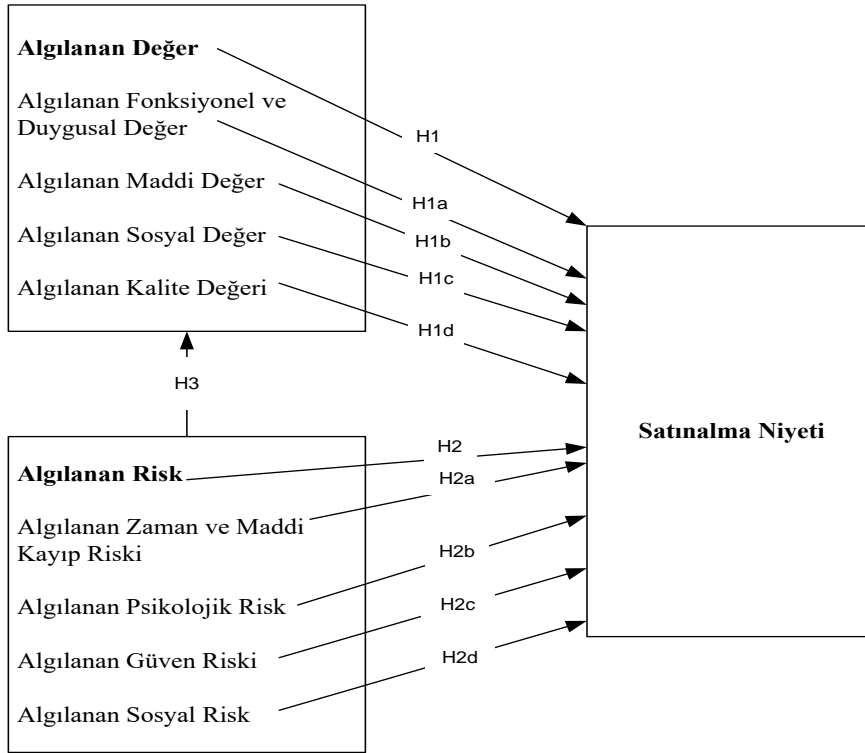 Algılanan Değer
Algılanan Fonksiyonel ve
Duygusal Değer
Algılanan Maddi Değer
Algılanan Sosyal Değer
Algılanan Kalite Değeri
H1
H1a
H1b
H1c
H1d
H3
Satınalma Niyeti
Algılanan Risk
Algılanan Zaman ve Maddi
Kayıp Riski
Algılanan Psikolojik Risk
Algılanan Güven Riski
Algılanan Sosyal Risk
H2
H2a
H2b
H2c
H2d